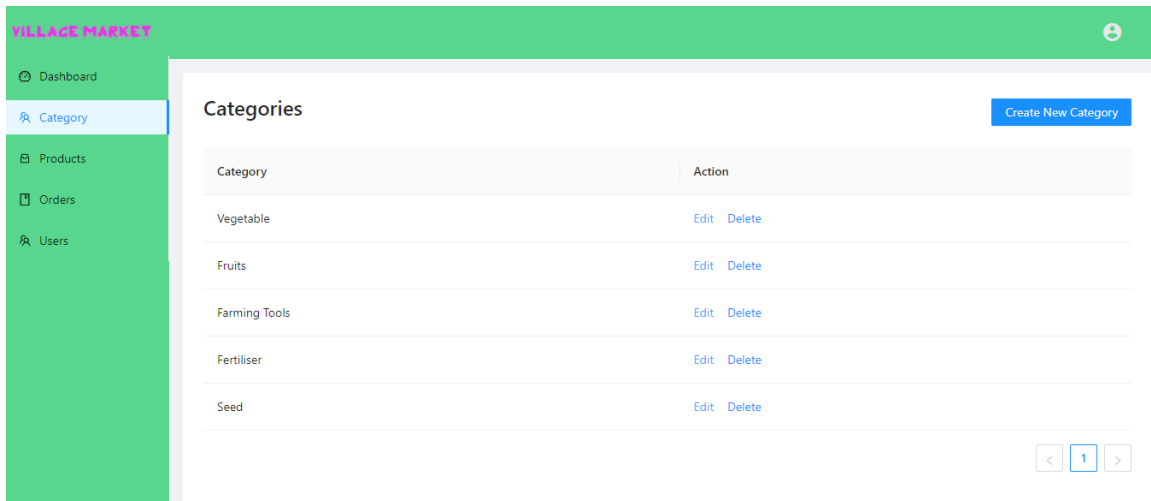 VILLAGE MARKET
Dashboard
Category
Products
Orders
Users
Categories
Create New Category
Category Action
Vegetable Edit Delete
Fruits Edit Delete
Farming Tools Edit Delete
Fertiliser Edit Delete
Seed Edit Delete
< 1 >